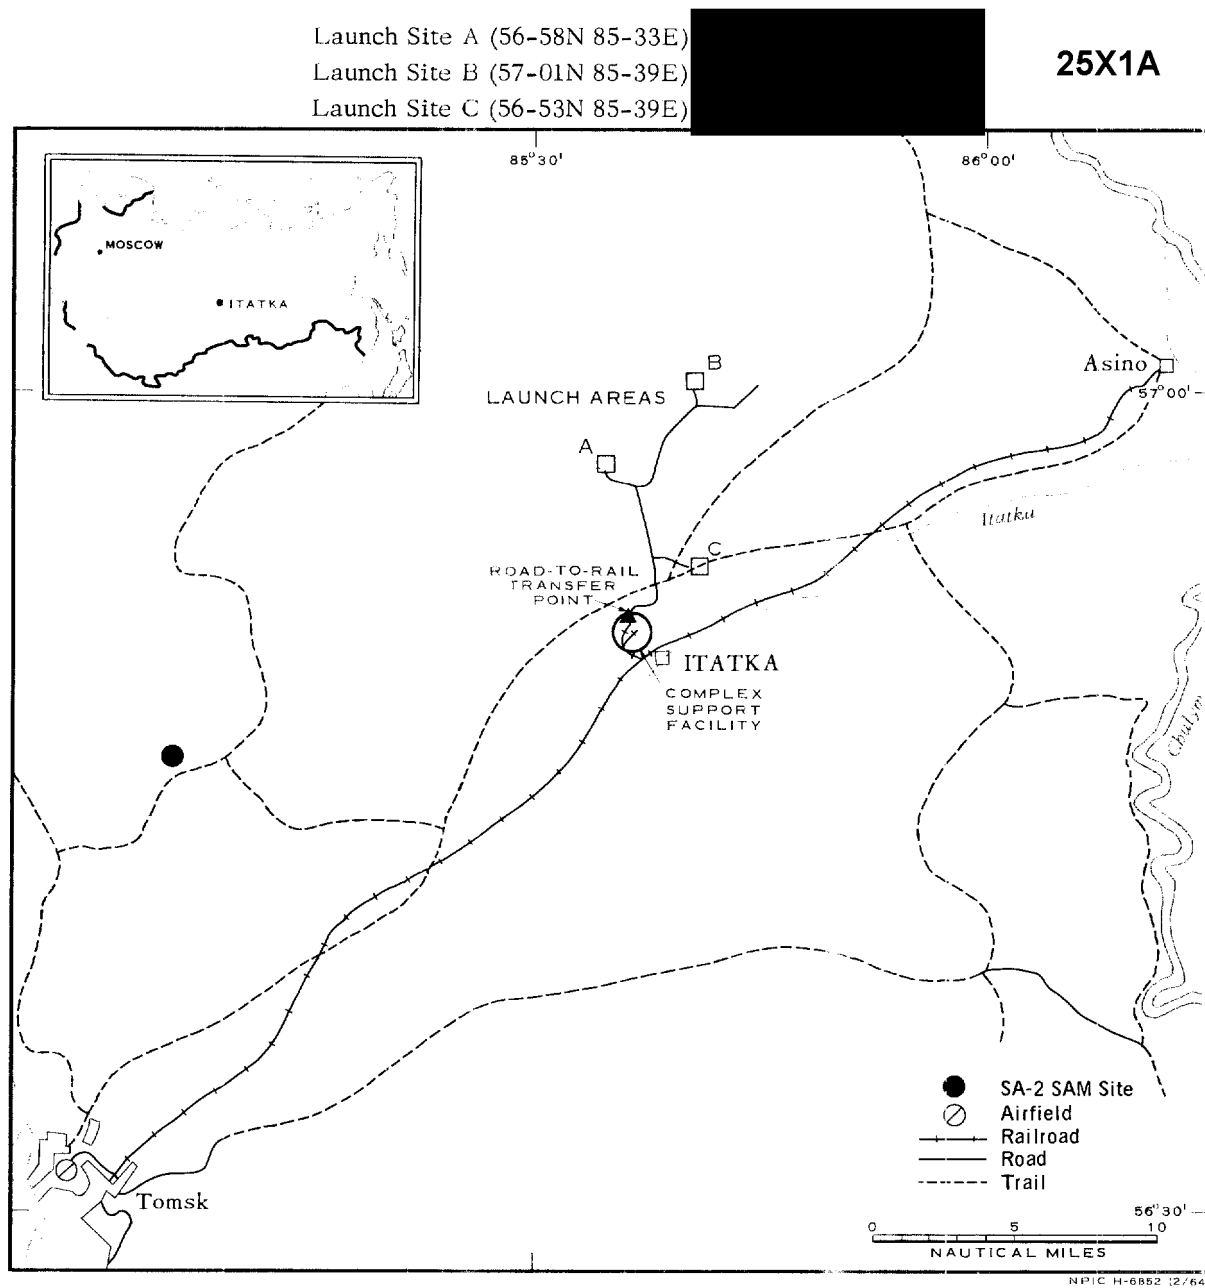 Launch Site A (56-58N 85-33E)
25X1A
Launch Site B (57-01N 85-39E)
Launch Site C (56-53N 85-39E)
85°30'
86°00'
MOSCOW
ITATKA
B
Asino
LAUNCH AREAS
57°00'
A
Itatka
C
ROAD-TO-RAIL
TRANSFER
POINT
ITATKA
COMPLEX
SUPPORT
FACILITY
SA-2 SAM Site
Airfield
Railroad
Road
Trail
Tomsk
56°30'
0 5 10
NAUTICAL MILES
NPIC H-6852 (2/64